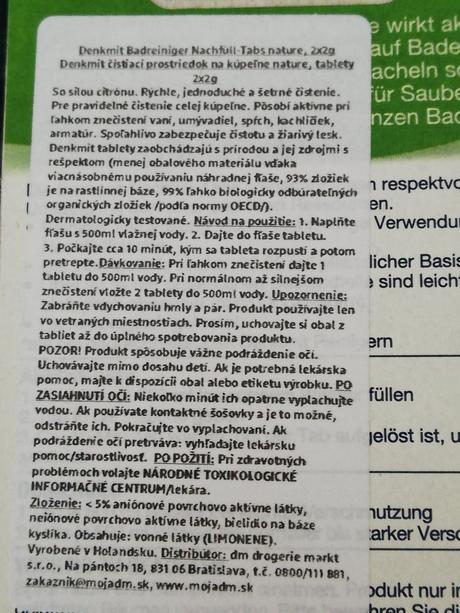 Denkmit Badreiniger Nachfüll-Tabs nature, 2x2g
Denkmit čistiaci prostriedok na kúpeľne nature, tablety
2x2g
So silou citrónu. Rýchle, jednoduché a šetrné čistenie.
Pre pravidelné čistenie celej kúpeľne. Pôsobí aktívne pri
ľahkom znečistení vaní, umývadiel, spŕch, kachličiek,
armatúr. Spoľahlivo zabezpečuje čistotu a žiarivý lesk.
Denkmit tablety zaobchádzajú s prírodou a jej zdrojmi s
rešpektom (menej obalového materiálu vďaka
viacnásobnému používaniu náhradnej fľaše, 93% zložiek
je na rastlinnej báze, 99% ľahko biologicky odbúrateľných
organických zložiek /podľa normy OECD/).
Dermatologicky testované. Návod na použitie: 1. Naplňte
fľašu s 500ml vlažnej vody. 2. Dajte do fľaše tabletu.
3. Počkajte cca 10 minút, kým sa tableta rozpustí a potom
pretrepte. Dávkovanie: Pri ľahkom znečistení dajte 1
tabletu do 500ml vody. Pri normálnom až silnejšom
znečistení vložte 2 tablety do 500ml vody. Upozornenie:
Zabráňte vdychovaniu hmly a pár. Produkt používajte len
vo vetraných miestnostiach. Prosím, uchovajte si obal z
tabliet až do úplného spotrebovania produktu.
POZOR! Produkt spôsobuje vážne podráždenie očí.
Uchovávajte mimo dosahu detí. Ak je potrebná lekárska
pomoc, majte k dispozícii obal alebo etiketu výrobku. PO
ZASIAHNUTÍ OČÍ: Niekoľko minút ich opatrne vyplachujte
vodou. Ak používate kontaktné šošovky a je to možné,
odstráňte ich. Pokračujte vo vyplachovaní. Ak
podráždenie očí pretrváva: vyhľadajte lekársku
pomoc/starostlivosť. PO POŽITÍ: Pri zdravotných
problémoch volajte NÁRODNÉ TOXIKOLOGICKÉ
INFORMAČNÉ CENTRUM/lekára.
Zloženie: < 5% aniónové povrchovo aktívne látky,
neiónové povrchovo aktívne látky, bielidlo na báze
kyslíka. Obsahuje: vonné látky (LIMONENE).
Vyrobené v Holandsku. Distribútor: dm drogerie markt
s.r.o., Na pántoch 18, 831 06 Bratislava, t.č. 0800/111 881,
zakaznik@mojadm.sk, www.mojadm.sk
e wirkt ak
auf Bade
acheln so
für Saube
nzen Bad
n respektvo
en.
Verwendu
licher Basis
e sind leicht
ern
füllen
gelöst ist, u
nutzung
tarker Versc
odukt nur in
hren Sie d